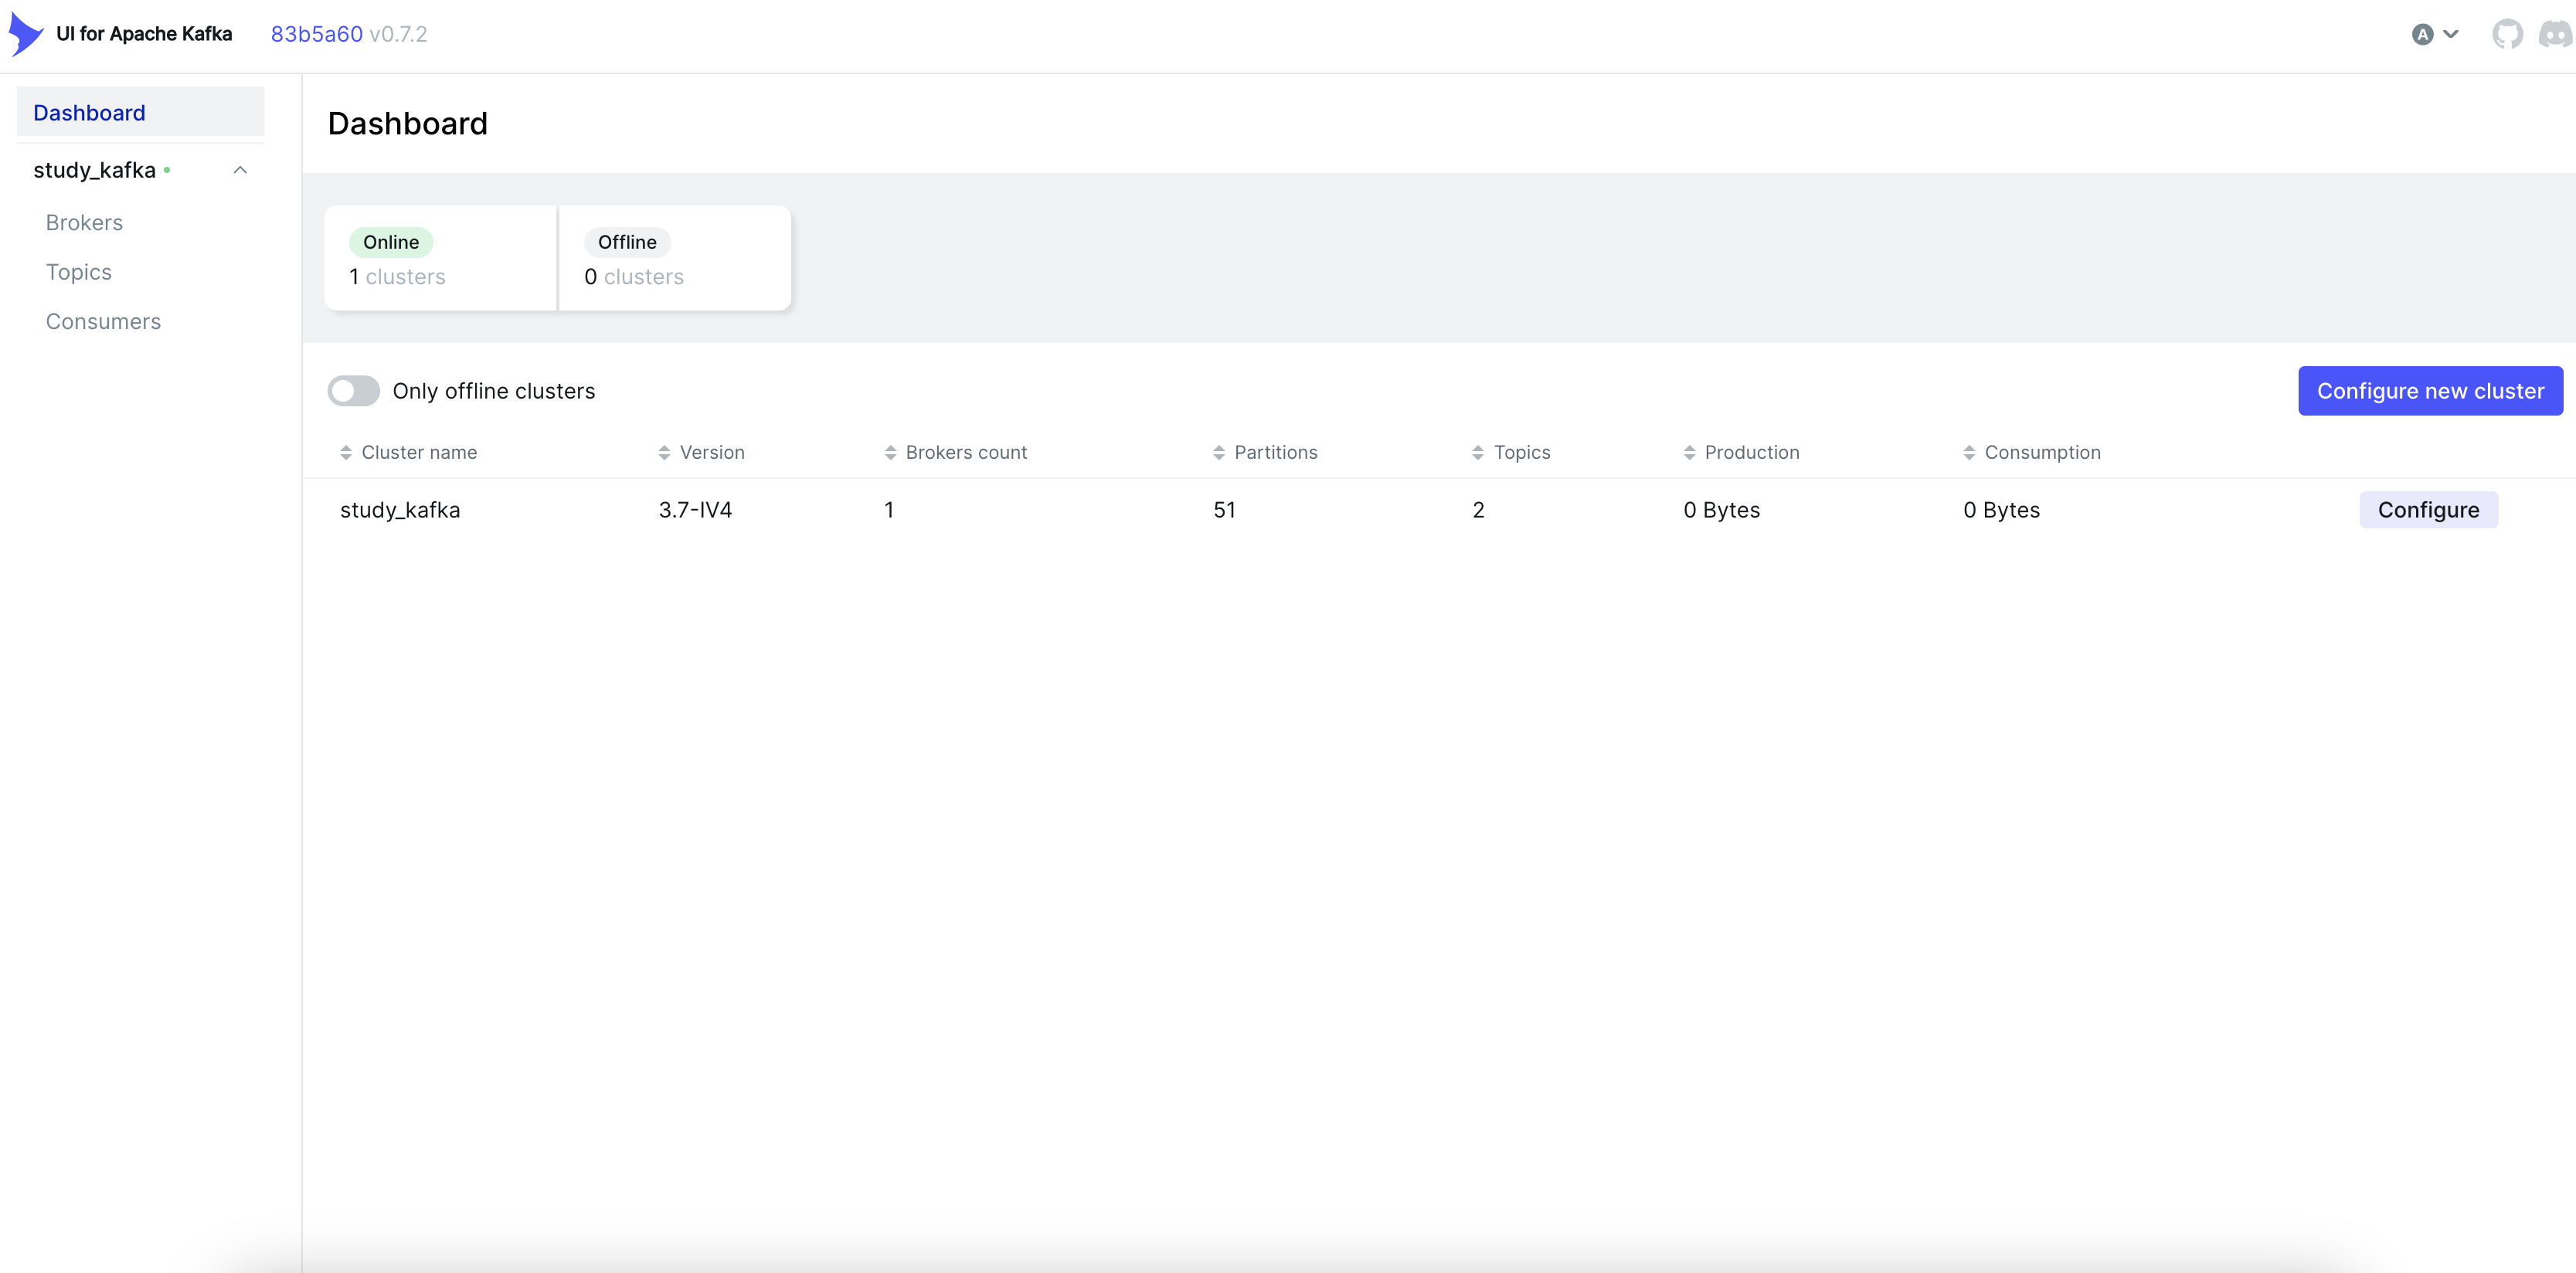 UI for Apache Kafka 83b5a60 v0.7.2 A
Dashboard
study_kafka
Brokers
Topics
Consumers
Dashboard
Online
1 clusters
Offline
0 clusters
Only offline clusters
Configure new cluster
Cluster name Version Brokers count Partitions Topics Production Consumption
study_kafka 3.7-IV4 1 51 2 0 Bytes 0 Bytes Configure